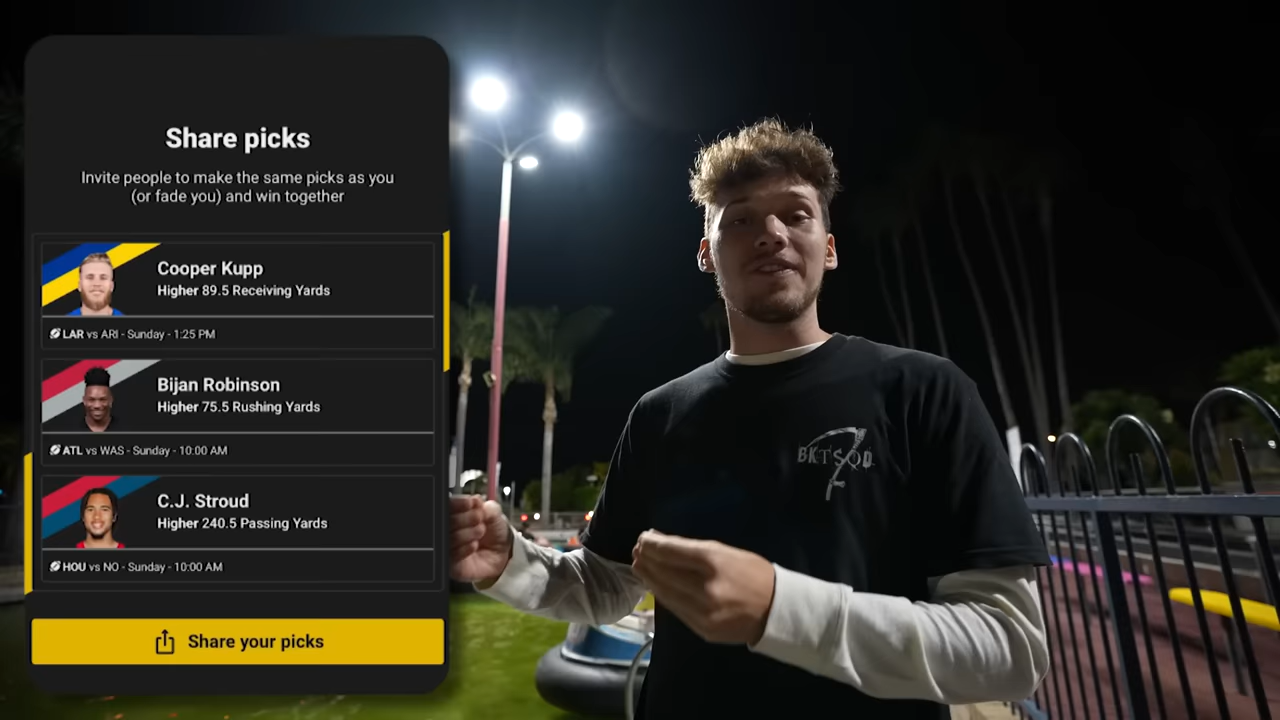 Share picks
Invite people to make the same picks as you
(or fade you) and win together
Cooper Kupp
Higher 89.5 Receiving Yards
LAR vs ARI - Sunday - 1:25 PM
Bijan Robinson
Higher 75.5 Rushing Yards
ATL vs WAS - Sunday - 10:00 AM
C.J. Stroud
Higher 240.5 Passing Yards
HOU vs NO - Sunday - 10:00 AM
Share your picks
BKTSQD